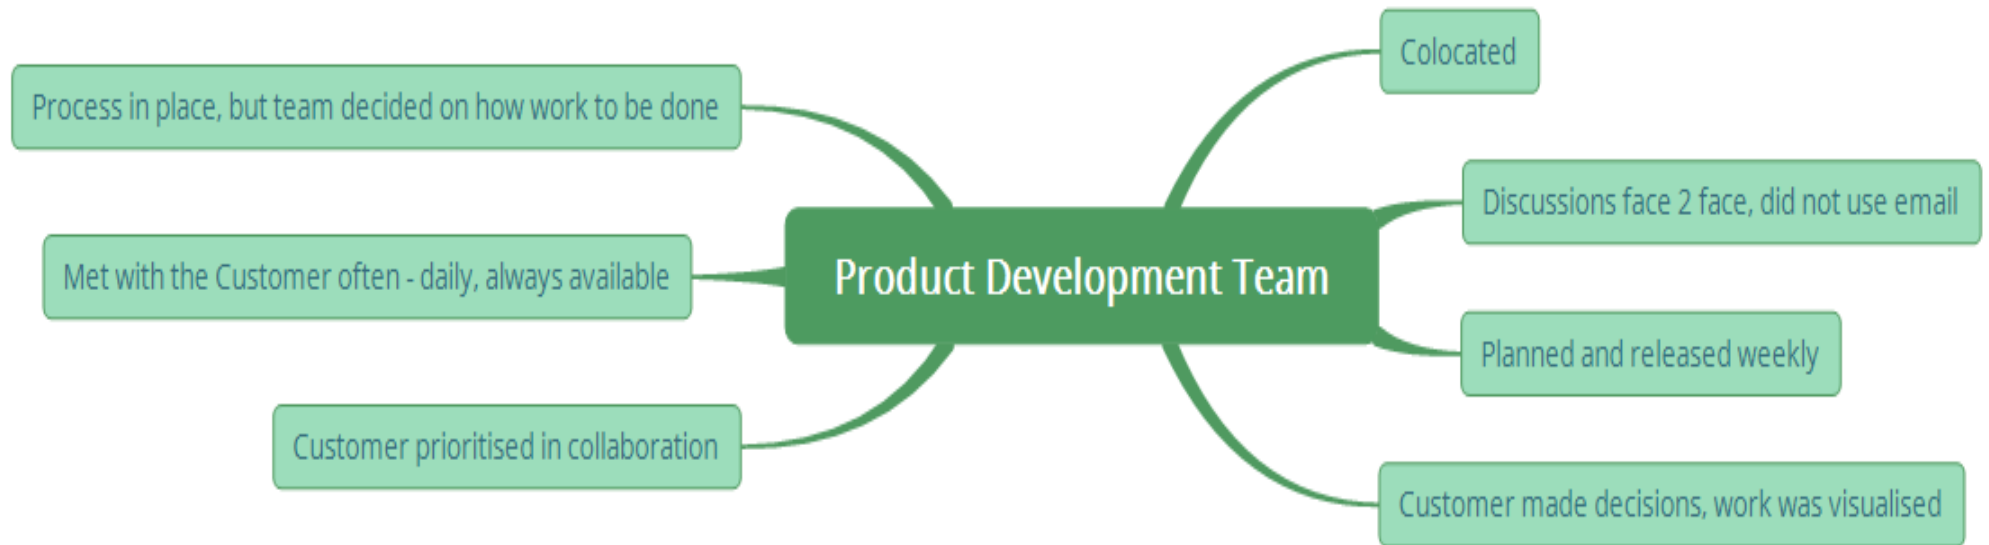 Colocated
Process in place, but team decided on how work to be done
Discussions face 2 face, did not use email
Met with the Customer often - daily, always available
Product Development Team
Planned and released weekly
Customer prioritised in collaboration
Customer made decisions, work was visualised